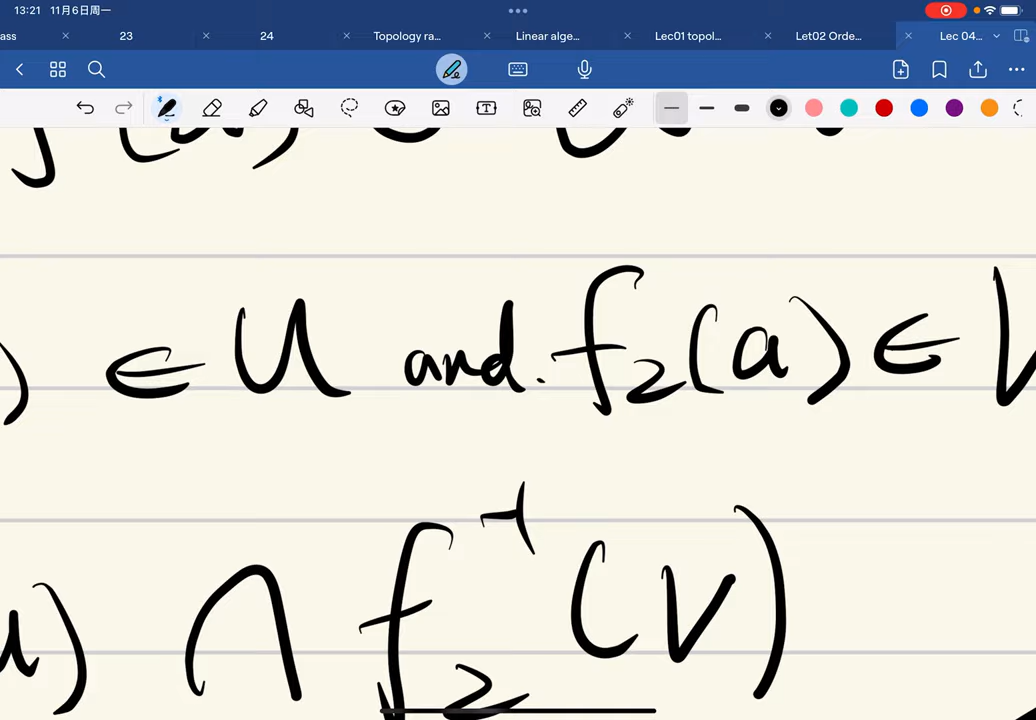 13:21 11月6日周一
ass 23 24 Topology ra... Linear alge... Lec01 topol... Let02 Orde... Lec 04...
) ∈ U and. f₂(a) ∈ V
u) ∩ f₂⁻¹(V)